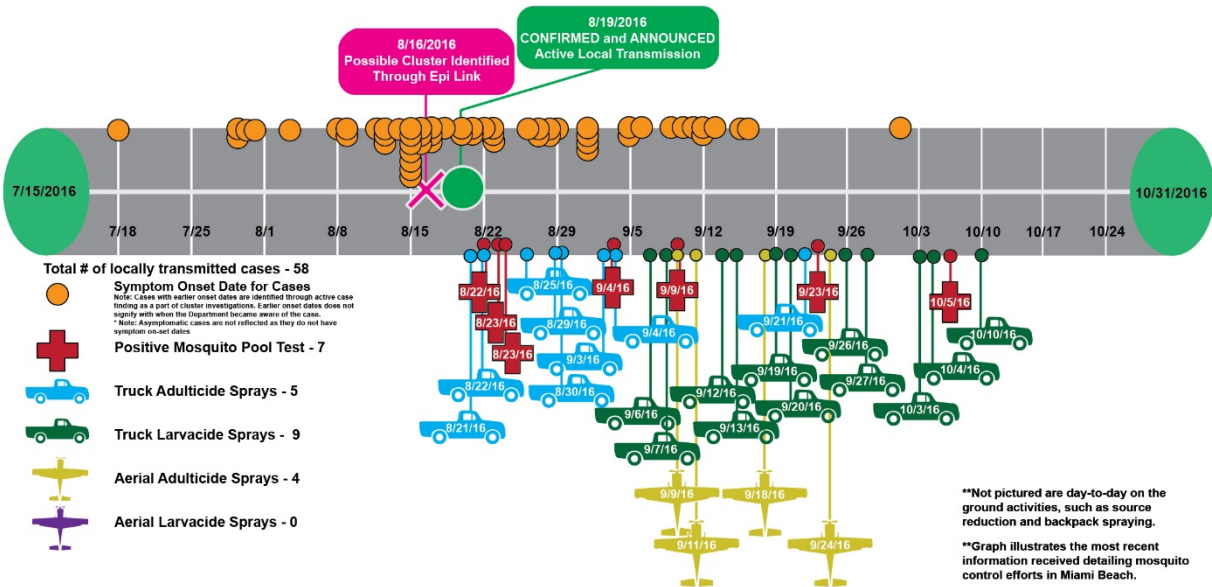 8/16/2016
Possible Cluster Identified
Through Epi Link
8/19/2016
CONFIRMED and ANNOUNCED
Active Local Transmission
7/15/2016
10/31/2016
7/18
7/25
8/1
8/8
8/15
8/22
8/29
9/5
9/12
9/19
9/26
10/3
10/10
10/17
10/24
Total # of locally transmitted cases - 58
Symptom Onset Date for Cases
Note: Cases with earlier onset dates are identified through active case
finding as a part of cluster investigations. Earlier onset dates does not
signify with when the Department became aware of the case.
* Note: Asymptomatic cases are not reflected as they do not have
symptom on-set dates
Positive Mosquito Pool Test - 7
Truck Adulticide Sprays - 5
Truck Larvacide Sprays - 9
Aerial Adulticide Sprays - 4
Aerial Larvacide Sprays - 0
8/22/16
8/23/16
8/23/16
8/22/16
8/21/16
8/25/16
8/29/16
9/3/16
8/30/16
9/4/16
9/4/16
9/6/16
9/7/16
9/9/16
9/9/16
9/11/16
9/12/16
9/13/16
9/18/16
9/21/16
9/19/16
9/20/16
9/23/16
9/24/16
9/26/16
9/27/16
10/3/16
10/5/16
10/4/16
10/10/16
**Not pictured are day-to-day on the
ground activities, such as source
reduction and backpack spraying.
**Graph illustrates the most recent
information received detailing mosquito
control efforts in Miami Beach.